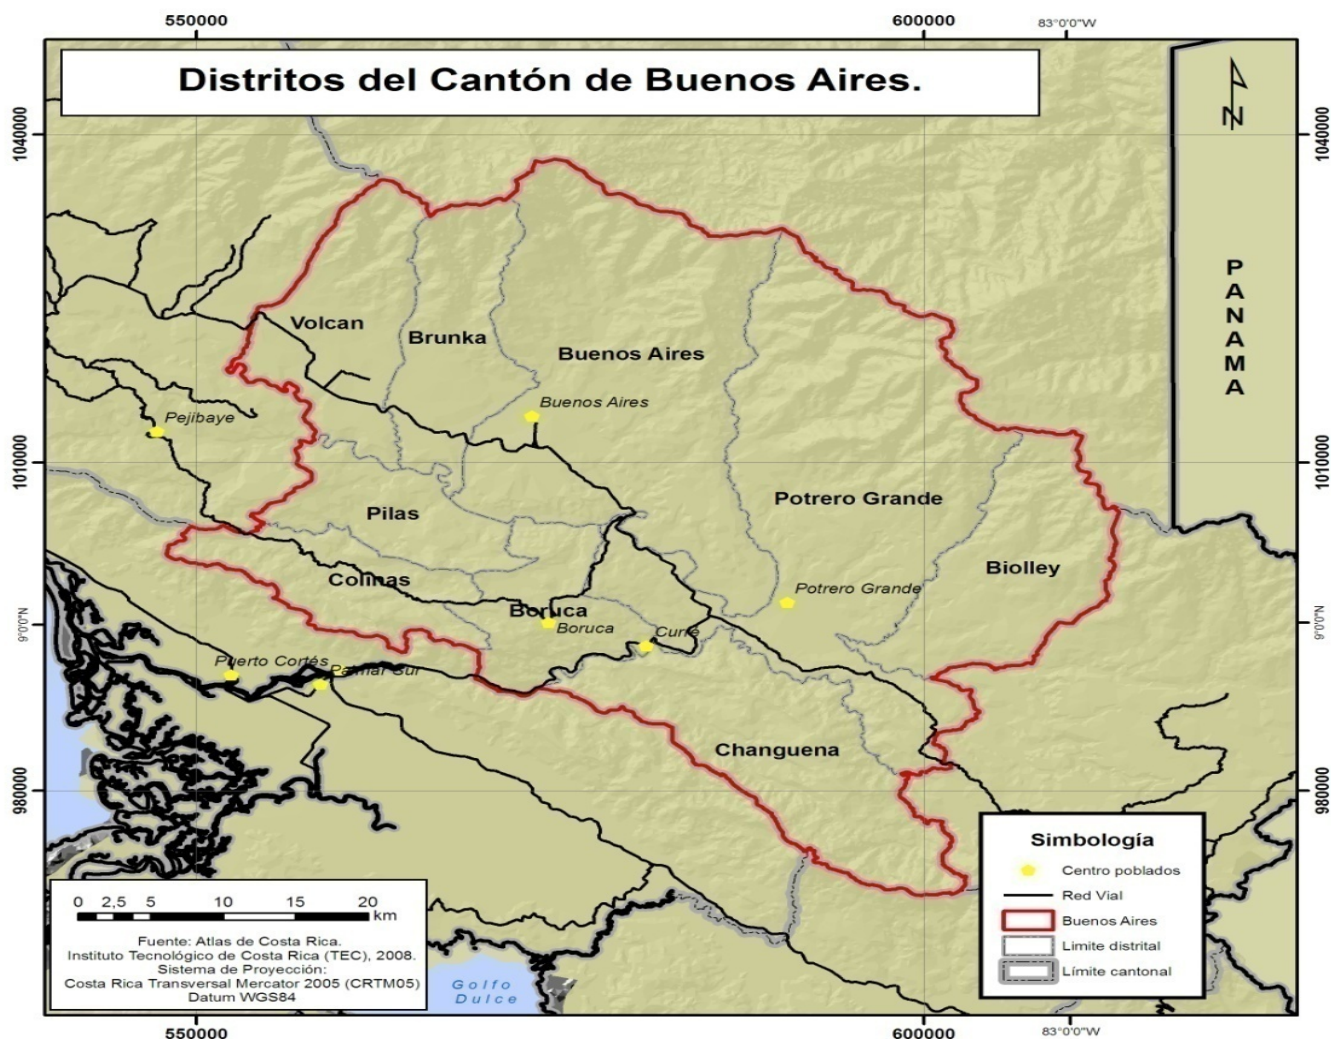 550000
600000
83°0'0"W
Distritos del Cantón de Buenos Aires.
N
1040000
1040000
PANAMA
Volcan
Brunka
Buenos Aires
Buenos Aires
Pejibaye
1010000
1010000
Potrero Grande
Pilas
Biolley
Colinas
Potrero Grande
Boruca
Boruca
Curré
9°0'0"N
9°0'0"N
Puerto Cortés
Palmar Sur
Changuena
980000
980000
Simbología
Centro poblados
Red Vial
Buenos Aires
Limite distrital
Límite cantonal
0 2,5 5 10 15 20
km
Fuente: Atlas de Costa Rica.
Instituto Tecnológico de Costa Rica (TEC), 2008.
Sistema de Proyección:
Costa Rica Transversal Mercator 2005 (CRTM05)
Datum WGS84
Golfo
Dulce
550000
600000
83°0'0"W